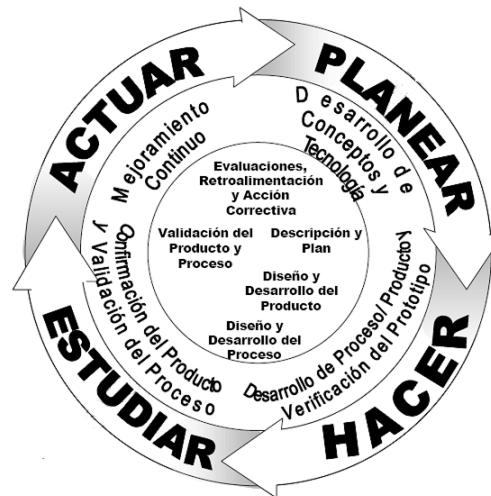 ACTUAR
PLANEAR
HACER
ESTUDIAR
Mejoramiento
Continuo
Desarrollo de
Conceptos y
Tecnología
Desarrollo de Proceso/Producto y
Verificación del Prototipo
Confirmación del Producto
y Validación del Proceso
Evaluaciones,
Retroalimentación
y Acción
Correctiva
Validación del
Producto y
Proceso
Descripción y
Plan
Diseño y
Desarrollo del
Producto
Diseño y
Desarrollo del
Proceso